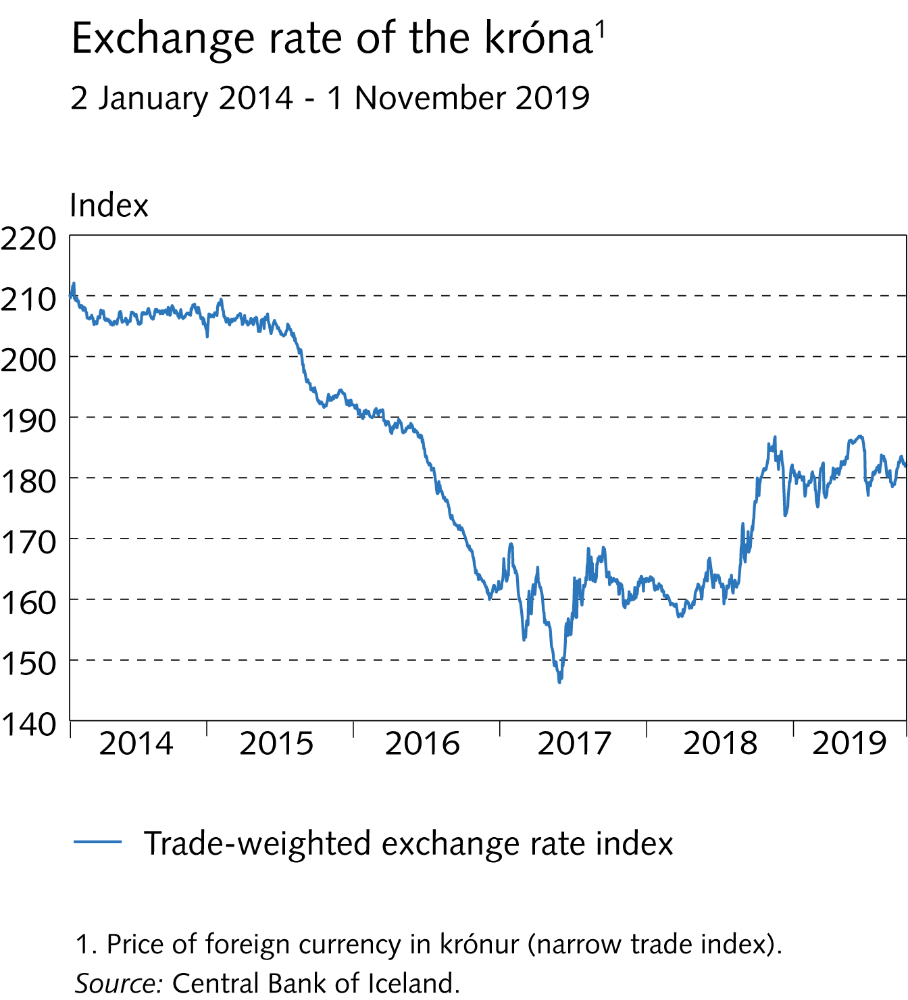 Exchange rate of the króna¹
2 January 2014 - 1 November 2019
Index
220
210
200
190
180
170
160
150
140
2014 2015 2016 2017 2018 2019
Trade-weighted exchange rate index
1. Price of foreign currency in krónur (narrow trade index).
Source: Central Bank of Iceland.